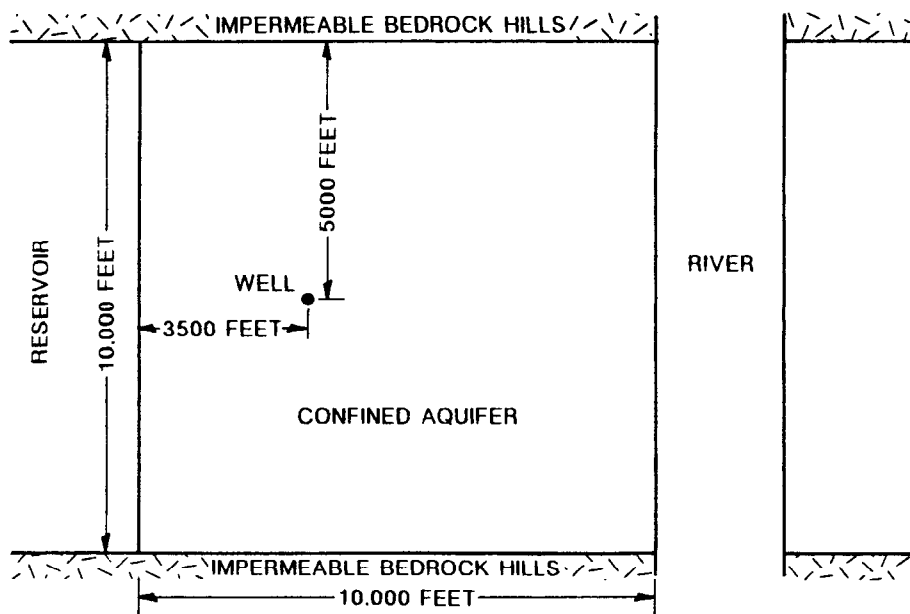 IMPERMEABLE BEDROCK HILLS
5000 FEET
RESERVOIR
10.000 FEET
WELL
RIVER
3500 FEET
CONFINED AQUIFER
IMPERMEABLE BEDROCK HILLS
10.000 FEET